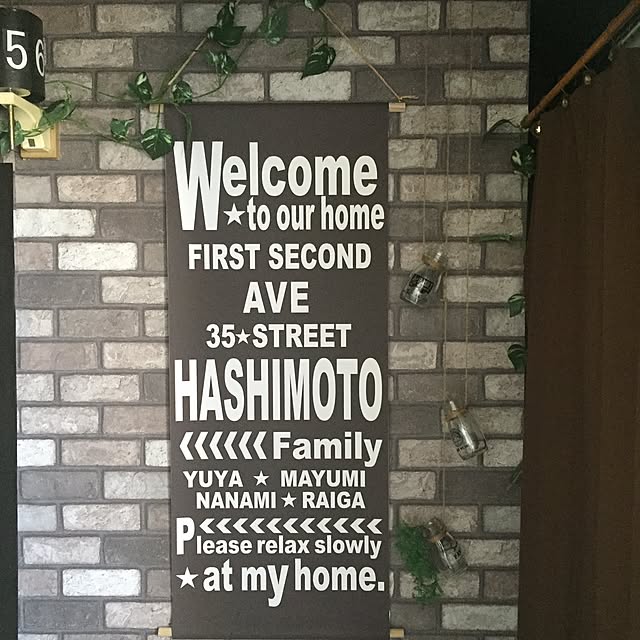 56
Welcome
★to our home
FIRST SECOND
AVE
35★STREET
HASHIMOTO
<<<<<<Family
YUYA ★ MAYUMI
NANAMI★RAIGA
<<<<<<<<<<<<
Please relax slowly
★at my home.